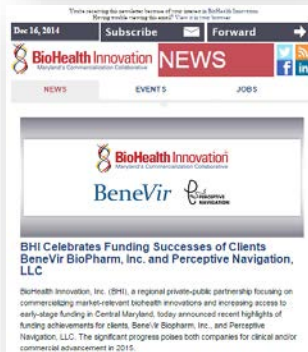 You're receiving this newsletter because of your interest in BioHealth Innovation.
Having trouble viewing this email? View it in your browser
Dec 16, 2014
Subscribe
Forward
BioHealth Innovation NEWS
Maryland's Commercialization Collaborative
NEWS EVENTS JOBS
BioHealth Innovation
BeneVir PERCEPTIVE
NAVIGATION
BHI Celebrates Funding Successes of Clients
BeneVir BioPharm, Inc. and Perceptive Navigation,
LLC
BioHealth Innovation, Inc. (BHI), a regional private-public partnership focusing on
commercializing market-relevant biohealth innovations and increasing access to
early-stage funding in Central Maryland, today announced recent highlights of
funding achievements for clients, BeneVir Biopharm, Inc., and Perceptive
Navigation, LLC. The significant progress poises both companies for clinical and/or
commercial advancement in 2015.